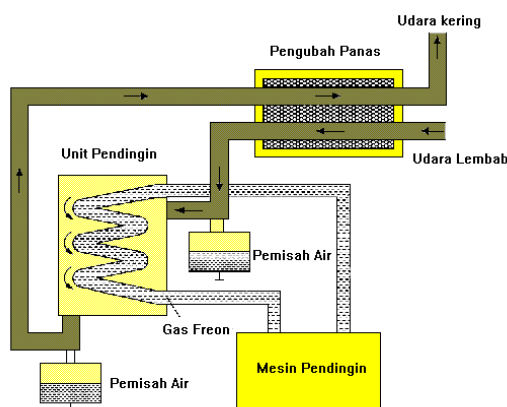 Udara kering
Pengubah Panas
Unit Pendingin
Udara Lembab
Pemisah Air
Gas Freon
Mesin Pendingin
Pemisah Air